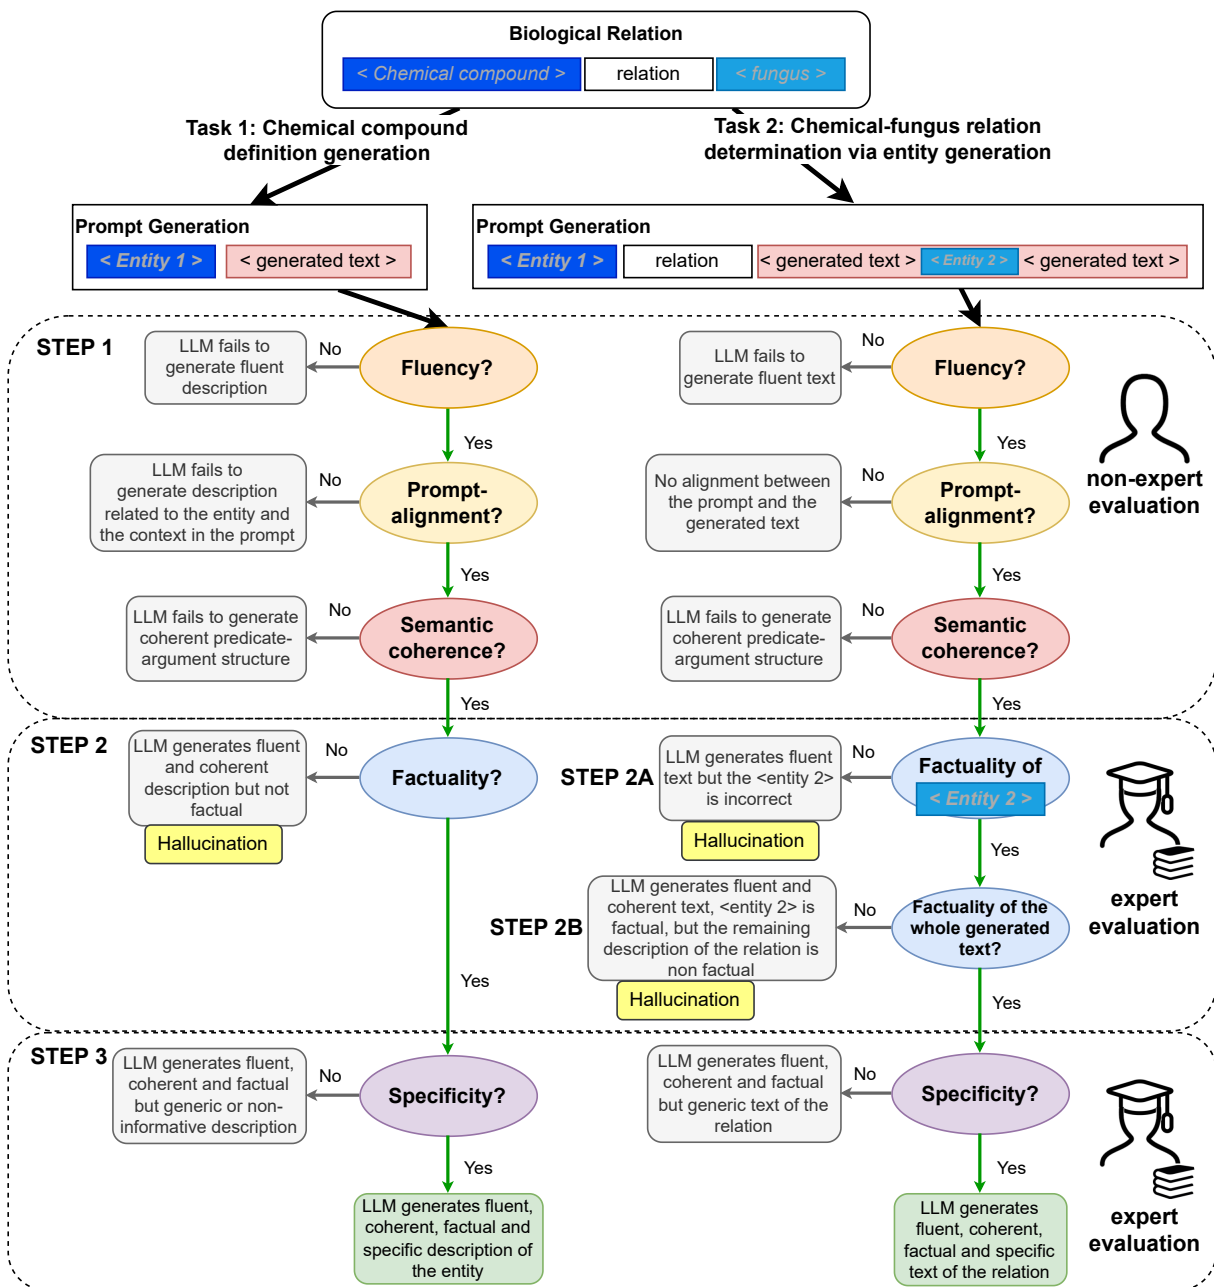 Biological Relation
< Chemical compound >
relation
< fungus >
Task 1: Chemical compound
definition generation
Task 2: Chemical-fungus relation
determination via entity generation
Prompt Generation
< Entity 1 >
< generated text >
Prompt Generation
< Entity 1 >
relation
< generated text >
< Entity 2 >
< generated text >
STEP 1
LLM fails to
generate fluent
description
No
Fluency?
Yes
LLM fails to
generate fluent text
No
Fluency?
Yes
LLM fails to
generate description
related to the entity and
the context in the prompt
No
Prompt-
alignment?
Yes
No alignment between
the prompt and the
generated text
No
Prompt-
alignment?
Yes
non-expert
evaluation
LLM fails to generate
coherent predicate-
argument structure
No
Semantic
coherence?
Yes
LLM fails to generate
coherent predicate-
argument structure
No
Semantic
coherence?
Yes
STEP 2
LLM generates fluent
and coherent
description but not
factual
Hallucination
No
Factuality?
Yes
STEP 2A
LLM generates fluent
text but the <entity 2>
is incorrect
Hallucination
No
Factuality of
< Entity 2 >
Yes
STEP 2B
LLM generates fluent and
coherent text, <entity 2> is
factual, but the remaining
description of the relation is
non factual
Hallucination
No
Factuality of the
whole generated
text?
Yes
expert
evaluation
STEP 3
LLM generates fluent,
coherent and factual
but generic or non-
informative description
No
Specificity?
Yes
LLM generates fluent,
coherent and factual
but generic text of the
relation
No
Specificity?
Yes
LLM generates fluent,
coherent, factual and
specific description of
the entity
LLM generates
fluent, coherent,
factual and specific
text of the relation
expert
evaluation